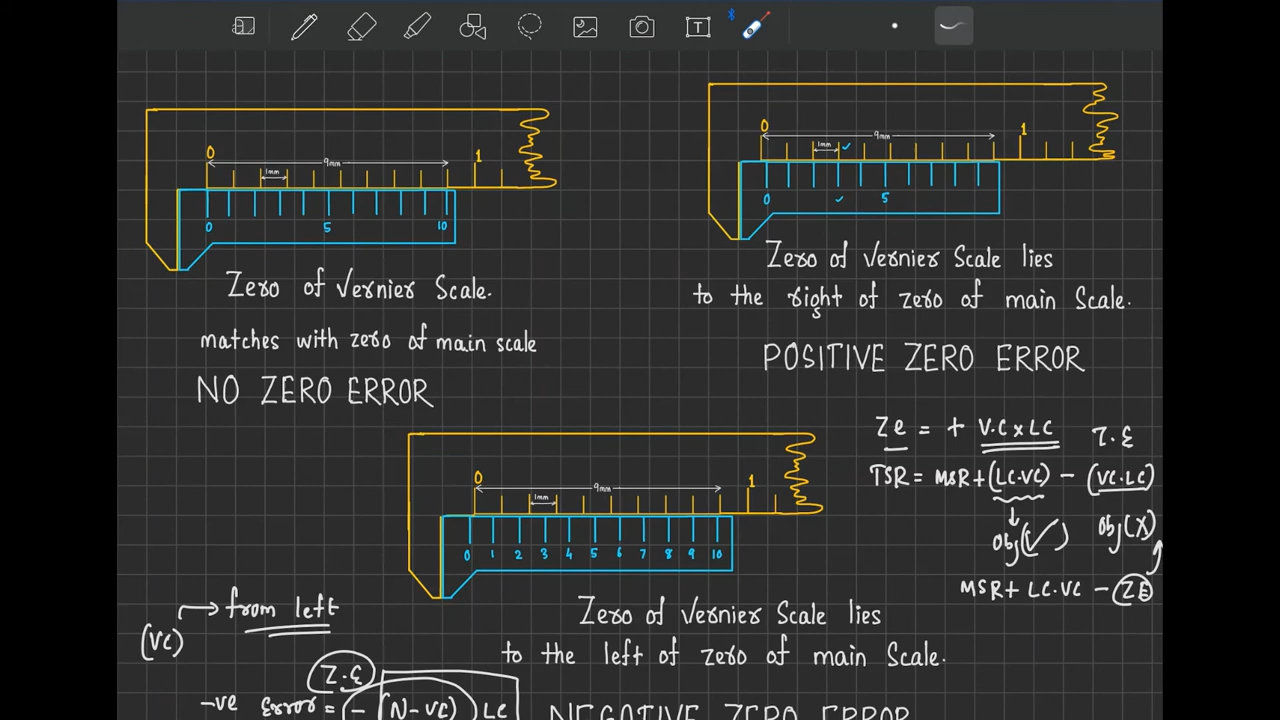 T
0
1
9mm
1mm
0
5
10
Zero of Vernier Scale.
matches with zero of main scale
NO ZERO ERROR
0
1
9mm
1mm
0
5
Zero of Vernier Scale lies
to the right of zero of main Scale.
POSITIVE ZERO ERROR
Ze = + V.C x LC
Z.E
TSR = MSR + (LC.VC) - (VC.LC)
Obj(✓)
Obj(X)
MSR + LC.VC - ZE
0
1
9mm
1mm
0 1 2 3 4 5 6 7 8 9 10
Zero of Vernier Scale lies
to the left of zero of main Scale.
NEGATIVE ZERO ERROR
(VC) → from left
Z.E
-ve Error = - (N-VC) LC